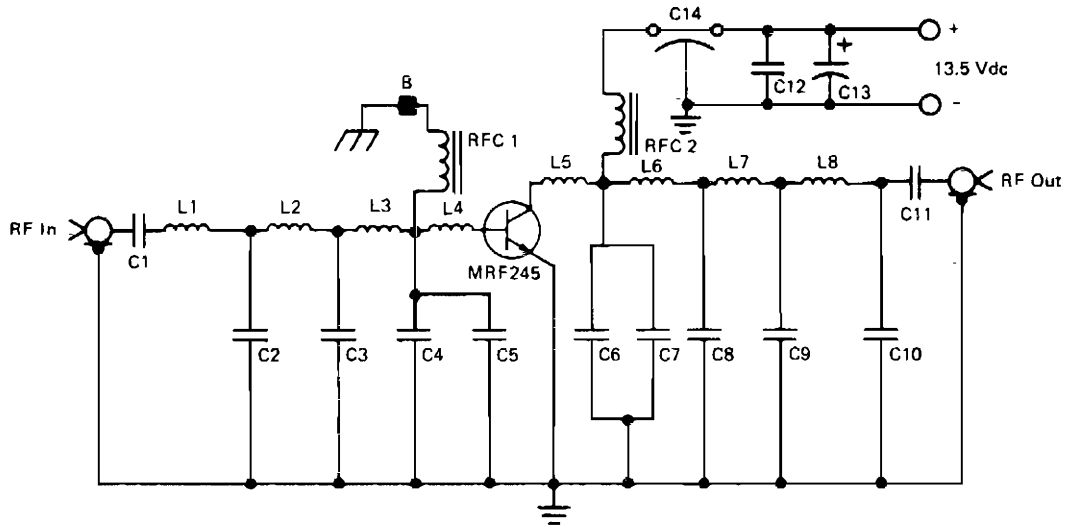 C14
+
+
13.5 Vdc
C12
C13
-
B
RFC 1
RFC 2
L5
L6
L7
L8
RF Out
C11
RF In
C1
L1
L2
L3
L4
MRF245
C2
C3
C4
C5
C6
C7
C8
C9
C10